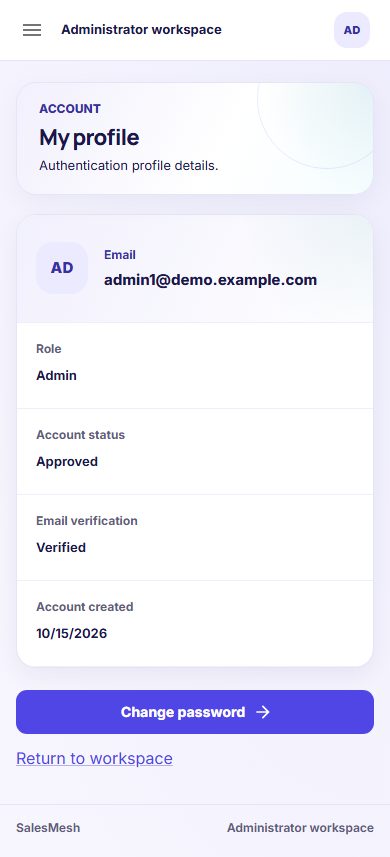 Administrator workspace
AD
ACCOUNT
My profile
Authentication profile details.
AD
Email
admin1@demo.example.com
Role
Admin
Account status
Approved
Email verification
Verified
Account created
10/15/2026
Change password
Return to workspace
SalesMesh
Administrator workspace